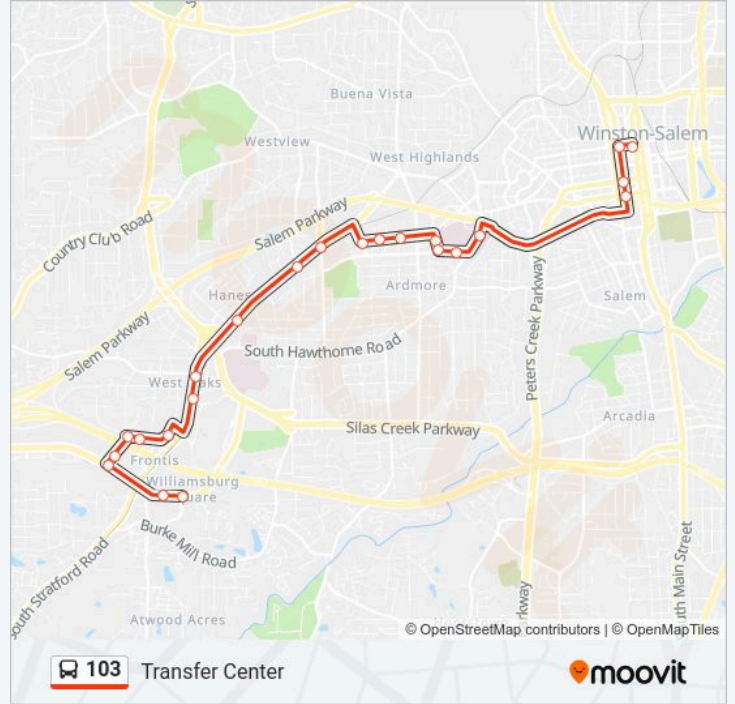 Buena Vista
Winston-Salem
Westview
West Highlands
Country Club Road
Salem Parkway
Hanes
Ardmore
Salem
Peters Creek Parkway
South Hawthorne Road
Salem Parkway
West Oaks
Arcadia
Silas Creek Parkway
Frontis
Williamsburg
Square
Burke Mill Road
South Stratford Road
South Main Street
Parkway
Atwood Acres
© OpenStreetMap contributors | © OpenMapTiles
103 Transfer Center
moovit